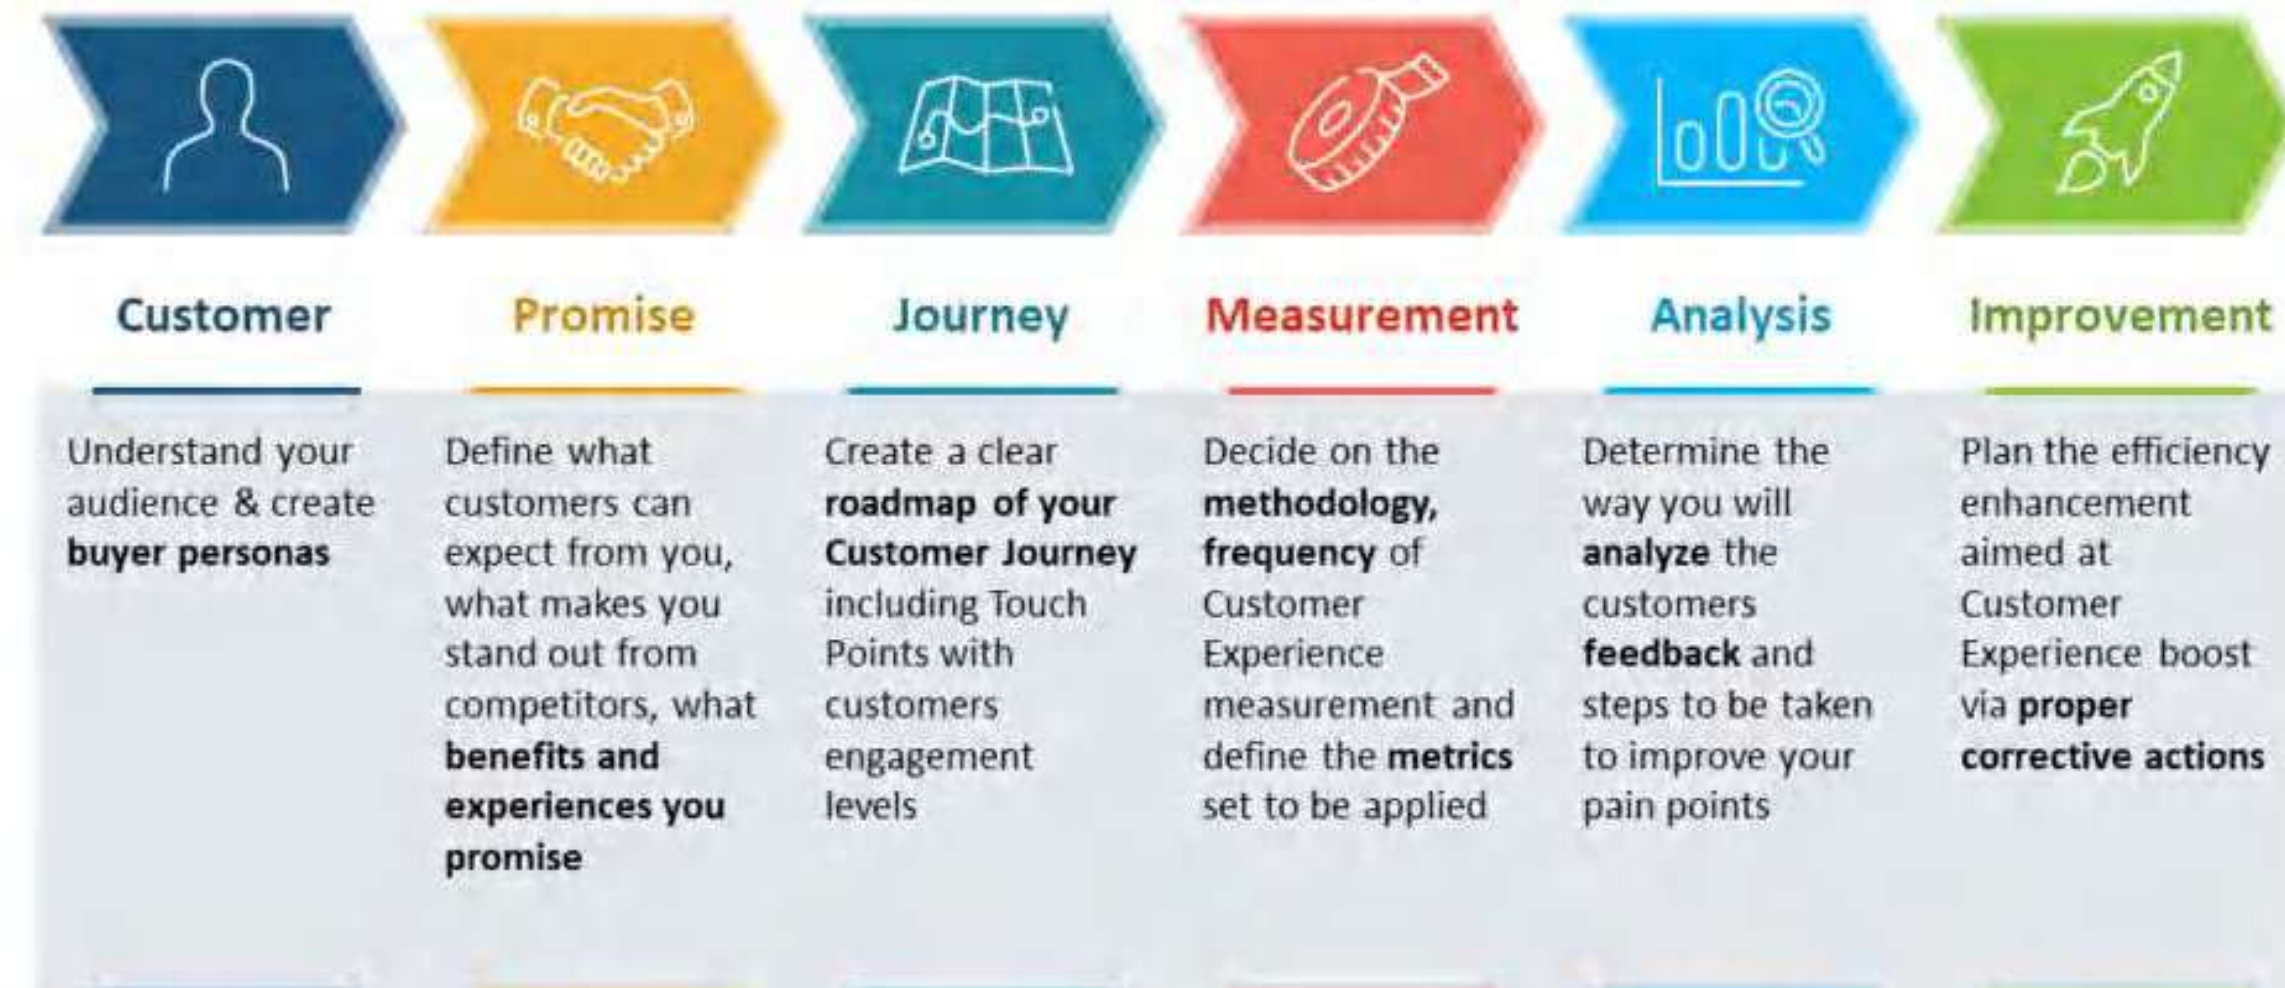 Customer
Promise
Journey
Measurement
Analysis
Improvement
Understand your
audience & create
buyer personas
Define what
customers can
expect from you,
what makes you
stand out from
competitors, what
benefits and
experiences you
promise
Create a clear
roadmap of your
Customer Journey
including Touch
Points with
customers
engagement
levels
Decide on the
methodology,
frequency of
Customer
Experience
measurement and
define the metrics
set to be applied
Determine the
way you will
analyze the
customers
feedback and
steps to be taken
to improve your
pain points
Plan the efficiency
enhancement
aimed at
Customer
Experience boost
via proper
corrective actions